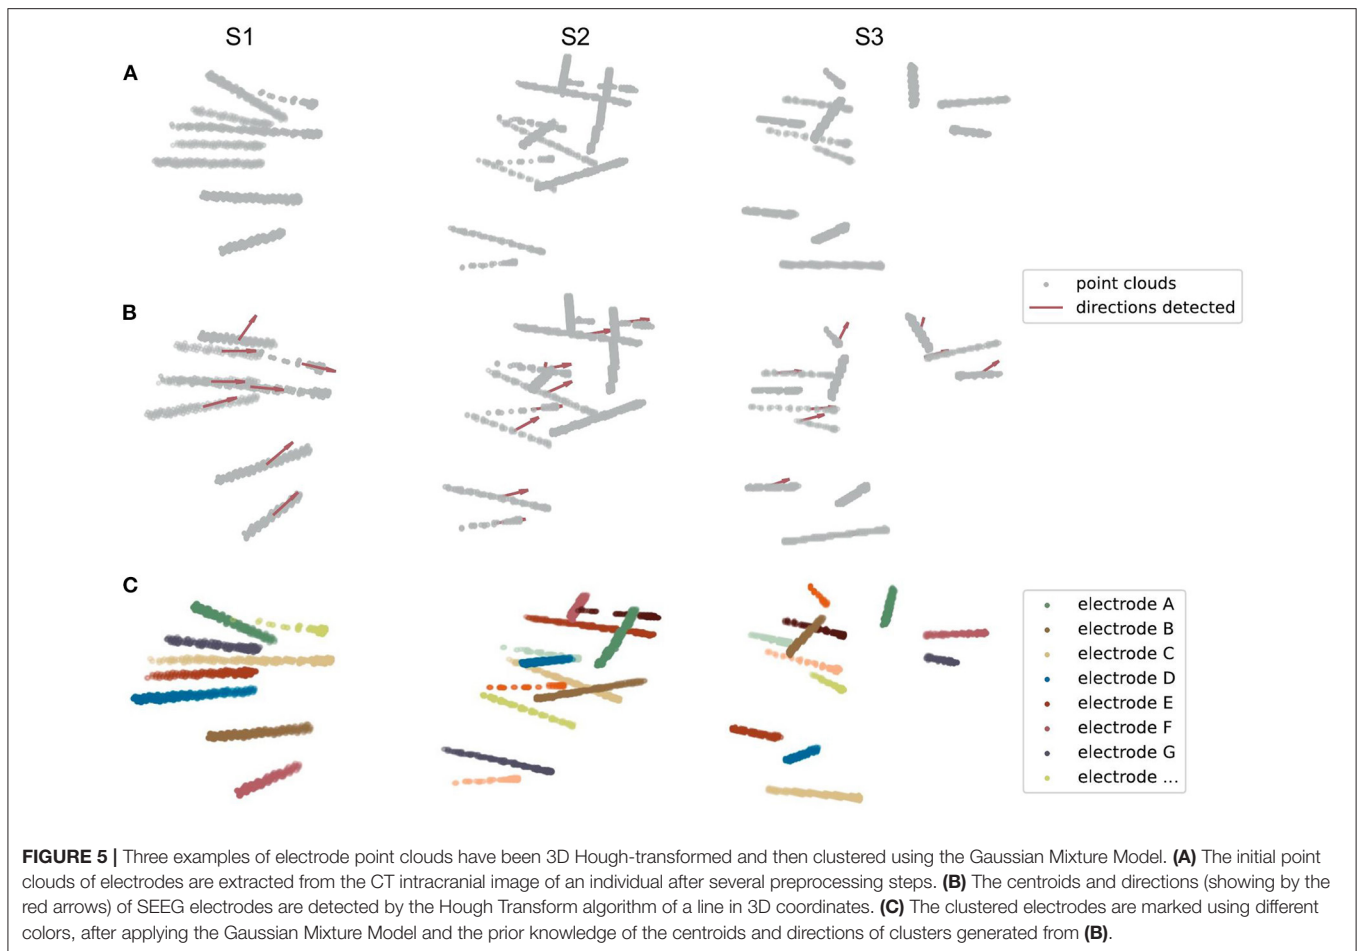 S1 S2 S3
A
point clouds
directions detected
B
C
electrode A
electrode B
electrode C
electrode D
electrode E
electrode F
electrode G
electrode ...
FIGURE 5 | Three examples of electrode point clouds have been 3D Hough-transformed and then clustered using the Gaussian Mixture Model. (A) The initial point
clouds of electrodes are extracted from the CT intracranial image of an individual after several preprocessing steps. (B) The centroids and directions (showing by the
red arrows) of SEEG electrodes are detected by the Hough Transform algorithm of a line in 3D coordinates. (C) The clustered electrodes are marked using different
colors, after applying the Gaussian Mixture Model and the prior knowledge of the centroids and directions of clusters generated from (B).